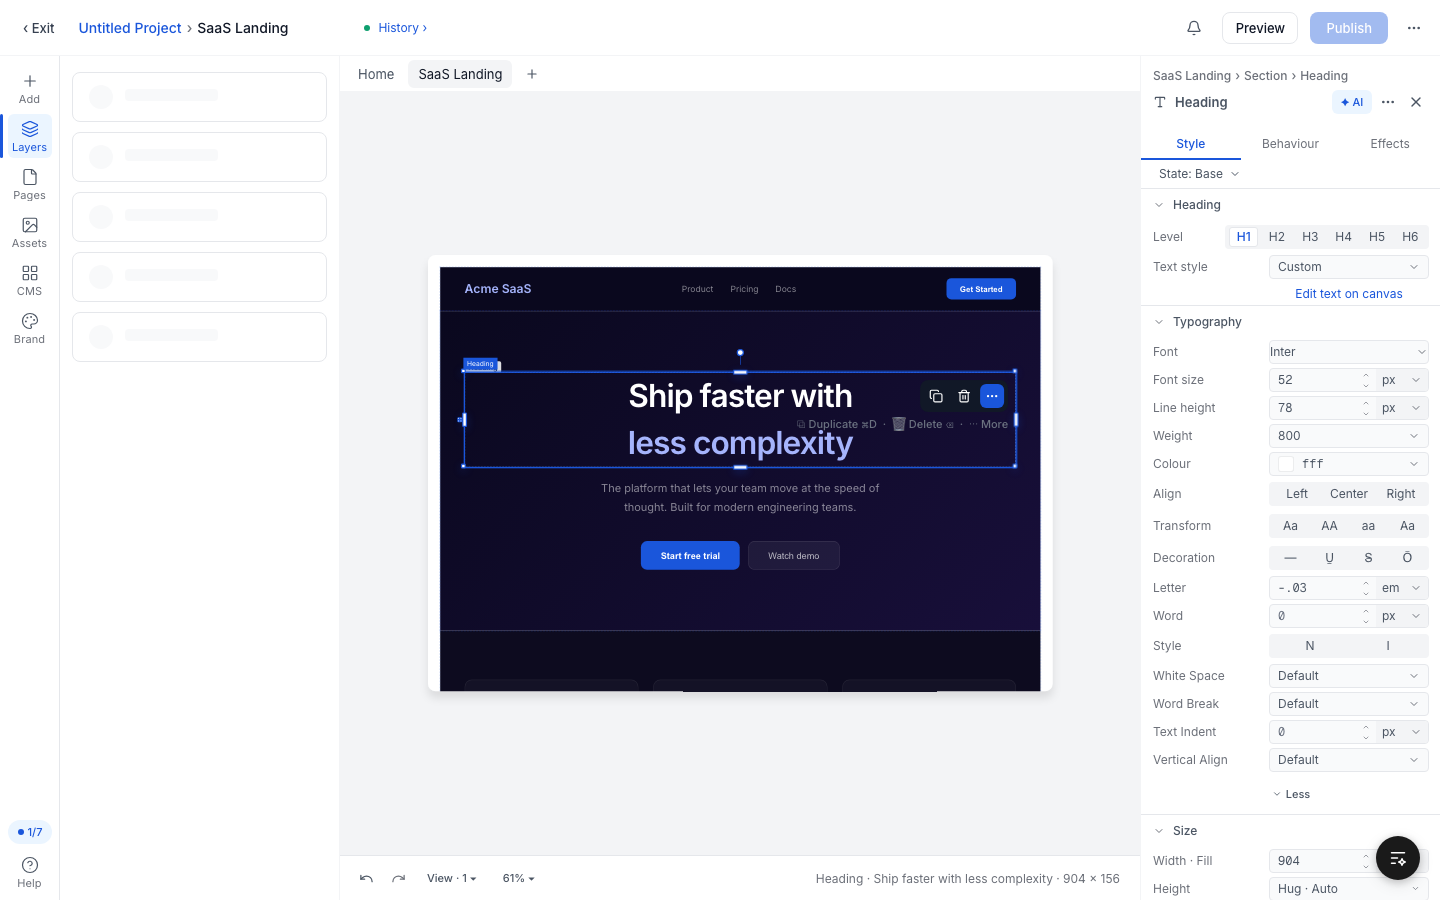 ‹ Exit
Untitled Project › SaaS Landing
History ›
Preview
Publish
Add
Layers
Pages
Assets
CMS
Brand
1/7
Help
Home
SaaS Landing
Acme SaaS
Product
Pricing
Docs
Get Started
Heading
Ship faster with
less complexity
Duplicate ⌘D · Delete ⌫ · ··· More
The platform that lets your team move at the speed of
thought. Built for modern engineering teams.
Start free trial
Watch demo
View · 1
61%
Heading · Ship faster with less complexity · 904 × 156
SaaS Landing › Section › Heading
Heading
AI
Style
Behaviour
Effects
State: Base
Heading
Level
H1 H2 H3 H4 H5 H6
Text style
Custom
Edit text on canvas
Typography
Font
Inter
Font size
52
px
Line height
78
px
Weight
800
Colour
fff
Align
Left Center Right
Transform
Aa AA aa Aa
Decoration
— U S O
Letter
-.03
em
Word
0
px
Style
N I
White Space
Default
Word Break
Default
Text Indent
0
px
Vertical Align
Default
Less
Size
Width · Fill
904
Height
Hug · Auto